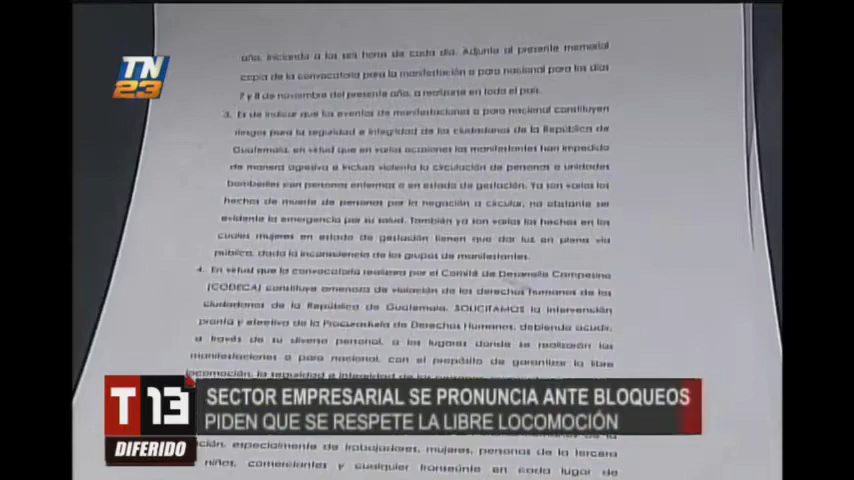 TN
23
año, iniciando a las seis horas de cada día. Adjunto al presente memorial
copia de la convocatoria para la manifestación o paro nacional para los días
7 y 8 de noviembre del presente año, a realizarse en todo el país.
3. Es de indicar que los eventos de manifestaciones o paro nacional constituyen
riesgos para la seguridad e integridad de los ciudadanos de la República de
Guatemala, en virtud que en varias ocasiones los manifestantes han impedido
de manera agresiva e incluso violenta la circulación de personas o unidades
bomberiles con personas enfermas o en estado de gestación. Ya son varios los
hechos de muerte de personas por la negación a circular, no obstante ser
evidente la emergencia por su salud. También ya son varios los hechos en los
cuales mujeres en estado de gestación tienen que dar luz en plena vía
pública, dada la inconsciencia de los grupos de manifestantes.
4. En virtud que la convocatoria realizara por el Comité de Desarrollo Campesino
(CODECA) constituye amenaza de violación de los derechos humanos de los
ciudadanos de la República de Guatemala, SOLICITAMOS la intervención
pronta y efectiva de la Procuraduría de Derechos Humanos, debiendo acudir,
a través de su diverso personal, a los lugares donde se realizarán las
manifestaciones o paro nacional, con el propósito de garantizar la libre
locomoción, la seguridad e integridad de las personas
T 13
DIFERIDO
SECTOR EMPRESARIAL SE PRONUNCIA ANTE BLOQUEOS
PIDEN QUE SE RESPETE LA LIBRE LOCOMOCIÓN
de la
ción, especialmente de trabajadores, mujeres, personas de la tercera
niños, comerciantes y cualquier transeúnte en cada lugar de